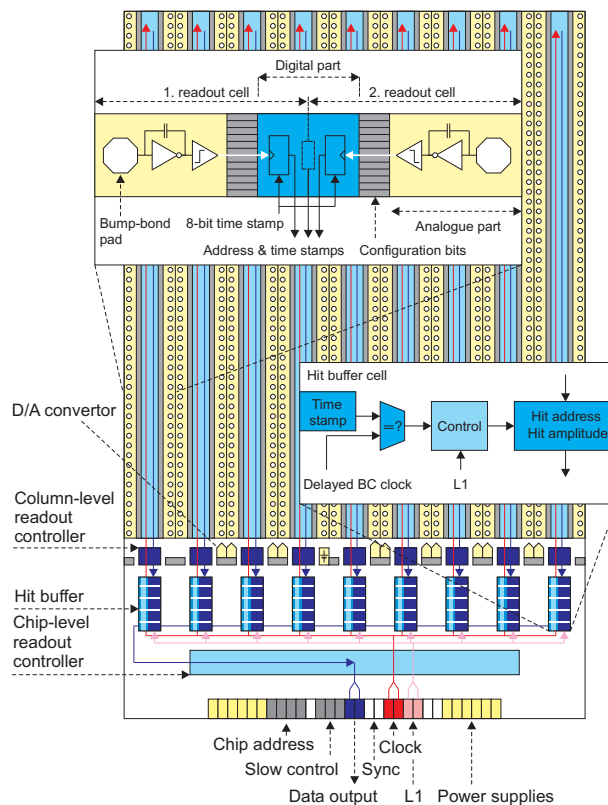 Digital part
1. readout cell
2. readout cell
Bump-bond
pad
8-bit time stamp
Address & time stamps
Configuration bits
Analogue part
Hit buffer cell
Time
stamp
=?
Control
Hit address
Hit amplitude
Delayed BC clock
L1
D/A convertor
Column-level
readout
controller
Hit buffer
Chip-level
readout
controller
Chip address
Slow control
Data output
Sync
Clock
L1
Power supplies